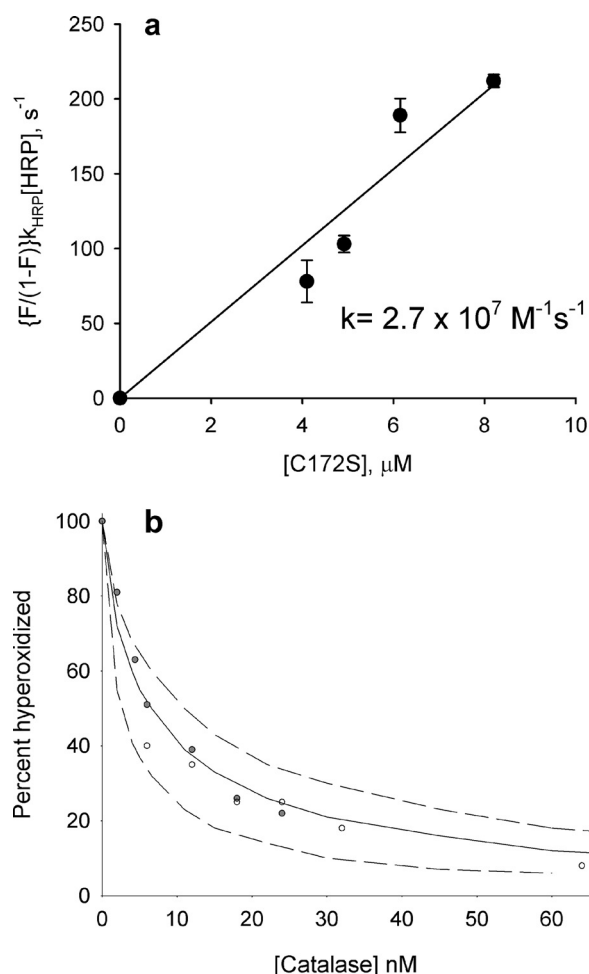 a
{F/(1-F)}k_HRP[HRP], s⁻¹
250
200
150
100
50
0
k= 2.7 x 10⁷ M⁻¹s⁻¹
0 2 4 6 8 10
[C172S], μM
b
Percent hyperoxidized
100
80
60
40
20
0
0 10 20 30 40 50 60
[Catalase] nM